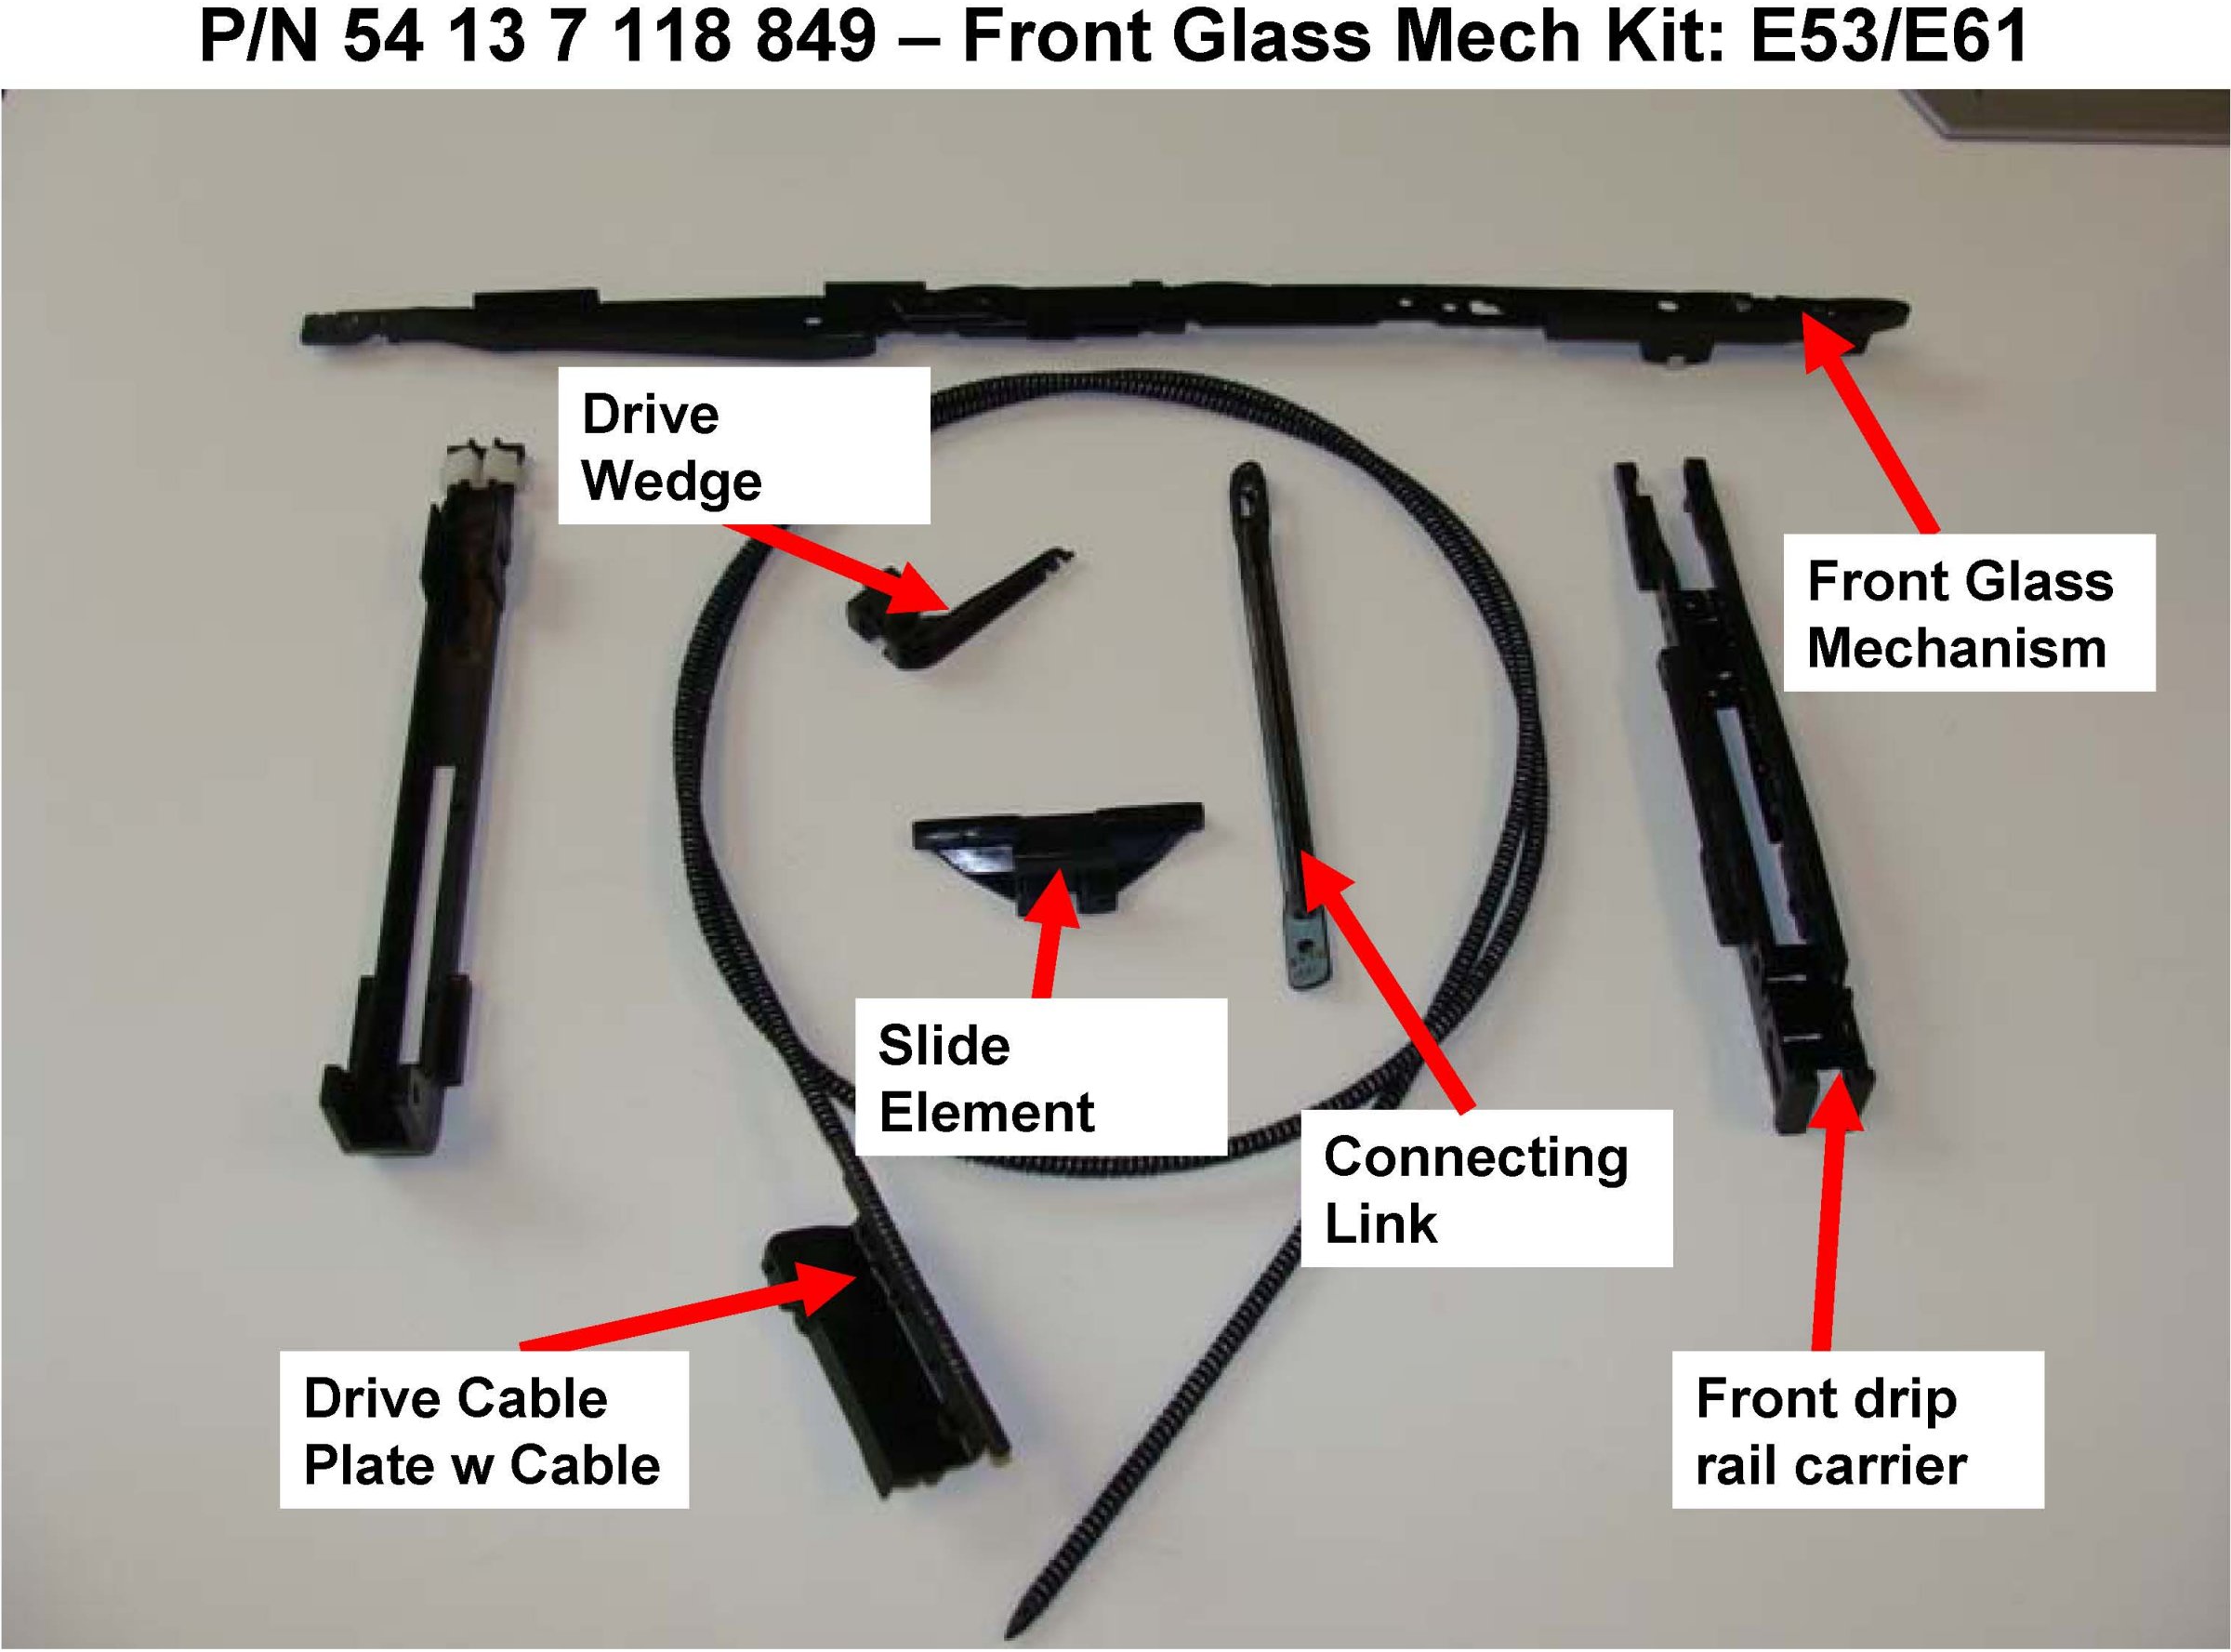 P/N 54 13 7 118 849 – Front Glass Mech Kit: E53/E61
Drive
Wedge
Front Glass
Mechanism
Slide
Element
Connecting
Link
Drive Cable
Plate w Cable
Front drip
rail carrier